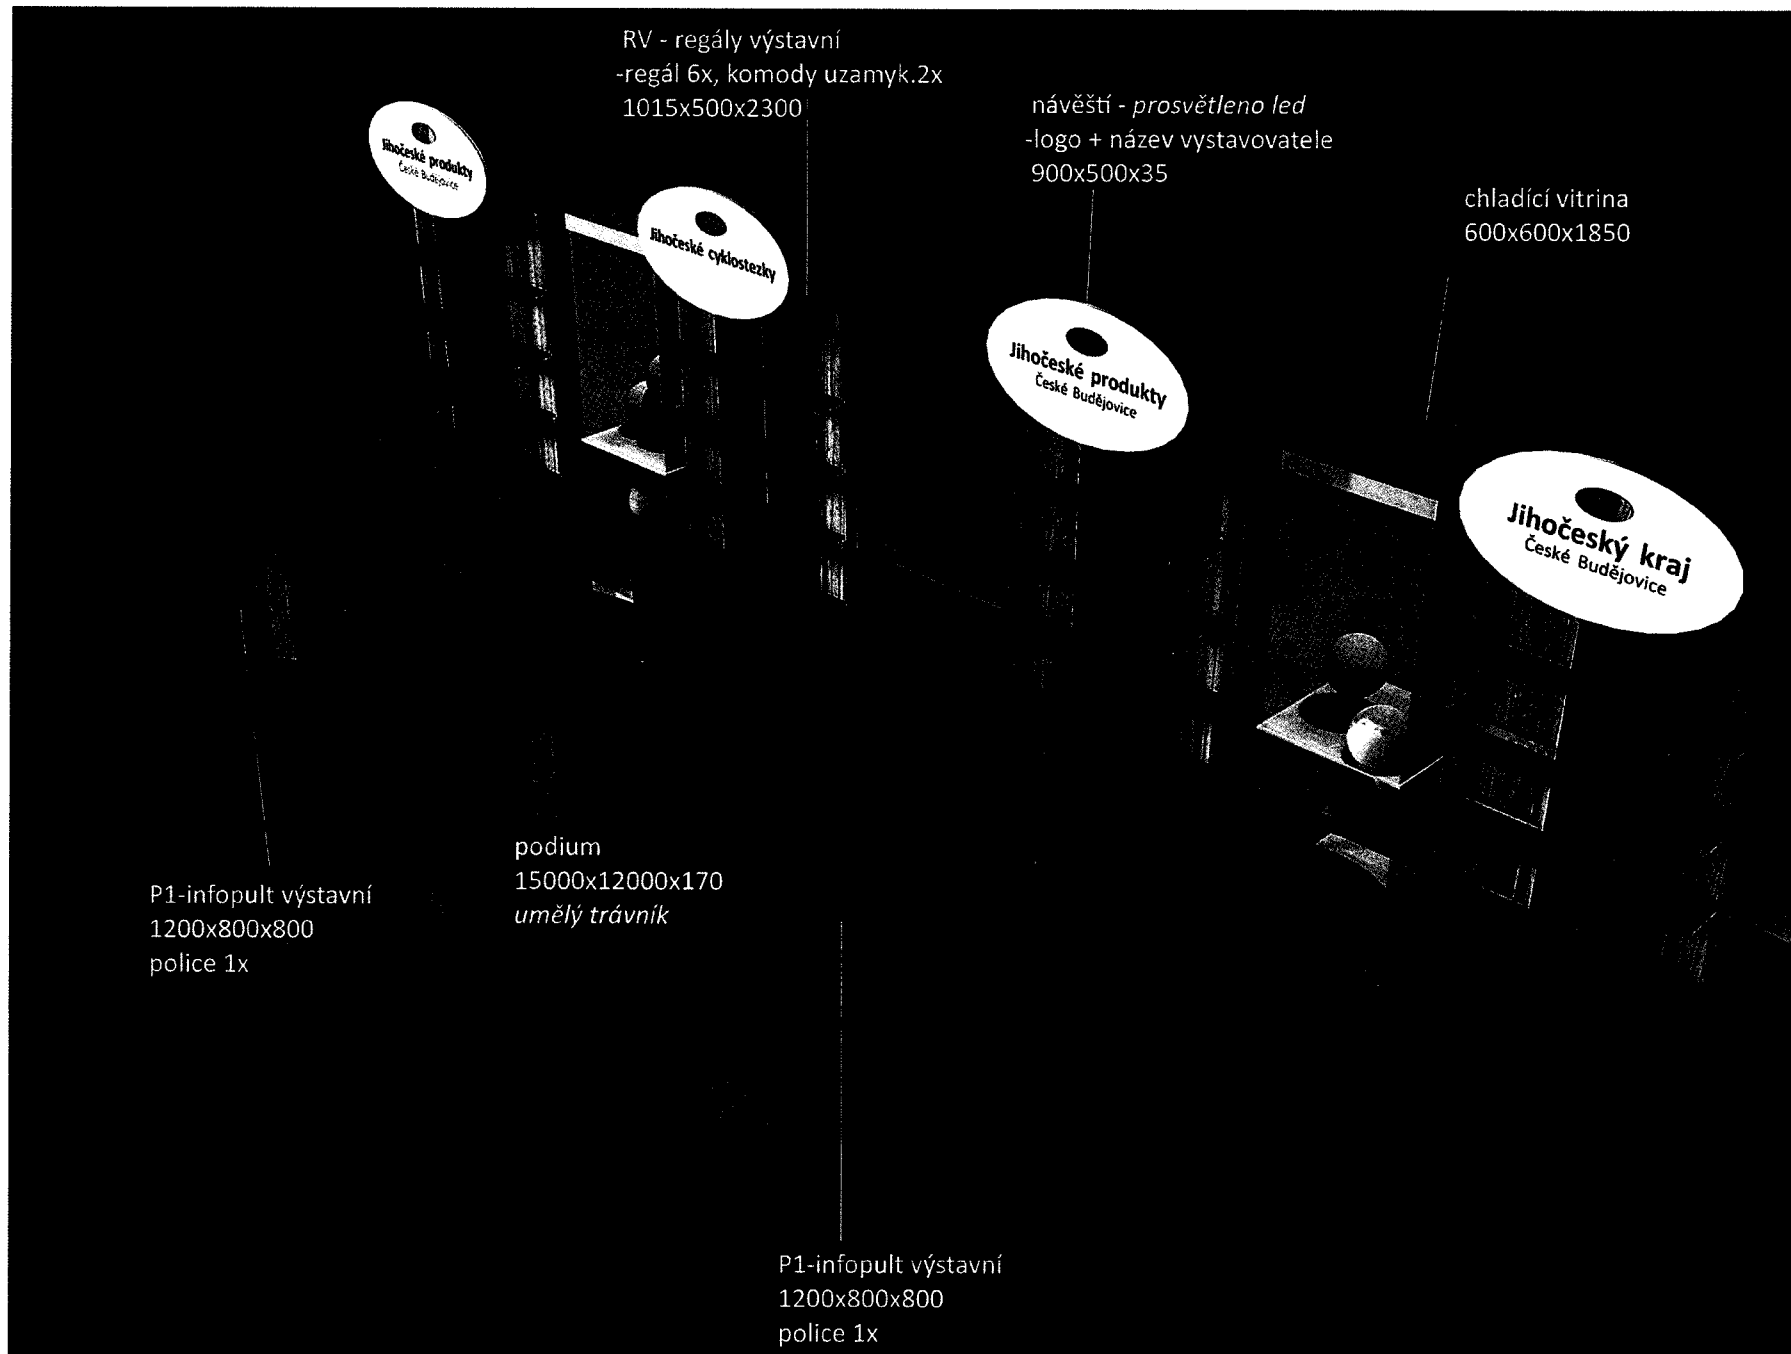 RV - regály výstavní
-regál 6x, komody uzamyk.2x
1015x500x2300
návěští - prosvětleno led
-logo + název vystavovatele
900x500x35
chladící vitrina
600x600x1850
Jihočeské produkty
České Budějovice
Jihočeské cyklostezky
Jihočeské produkty
České Budějovice
Jihočeský kraj
České Budějovice
podium
15000x12000x170
umělý trávník
P1-infopult výstavní
1200x800x800
police 1x
P1-infopult výstavní
1200x800x800
police 1x